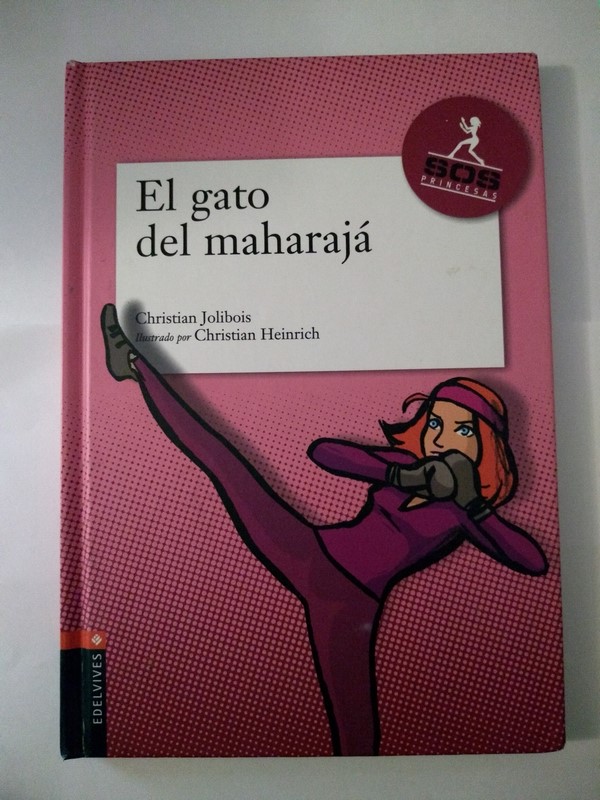 SOS
PRINCESAS
El gato
del maharajá
Christian Jolibois
Ilustrado por Christian Heinrich
EDELVIVES